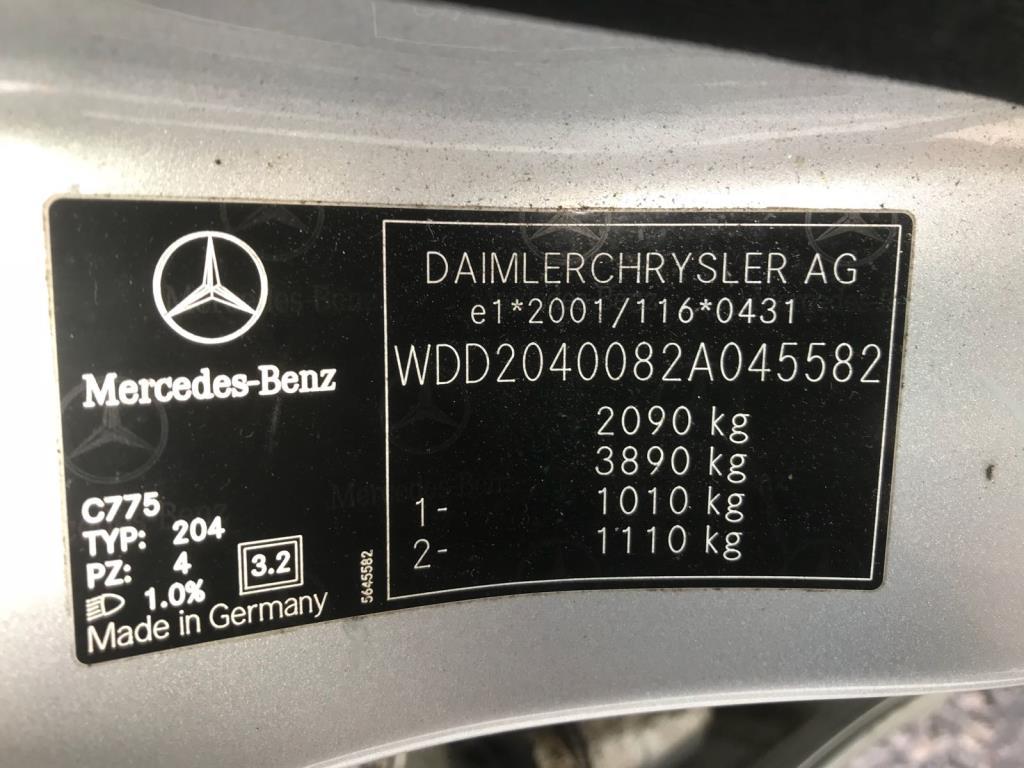 Mercedes-Benz
C775
TYP: 204
PZ: 4
1.0%
3.2
Made in Germany
5645582
DAIMLERCHRYSLER AG
e1*2001/116*0431
WDD2040082A045582
2090 kg
3890 kg
1- 1010 kg
2- 1110 kg